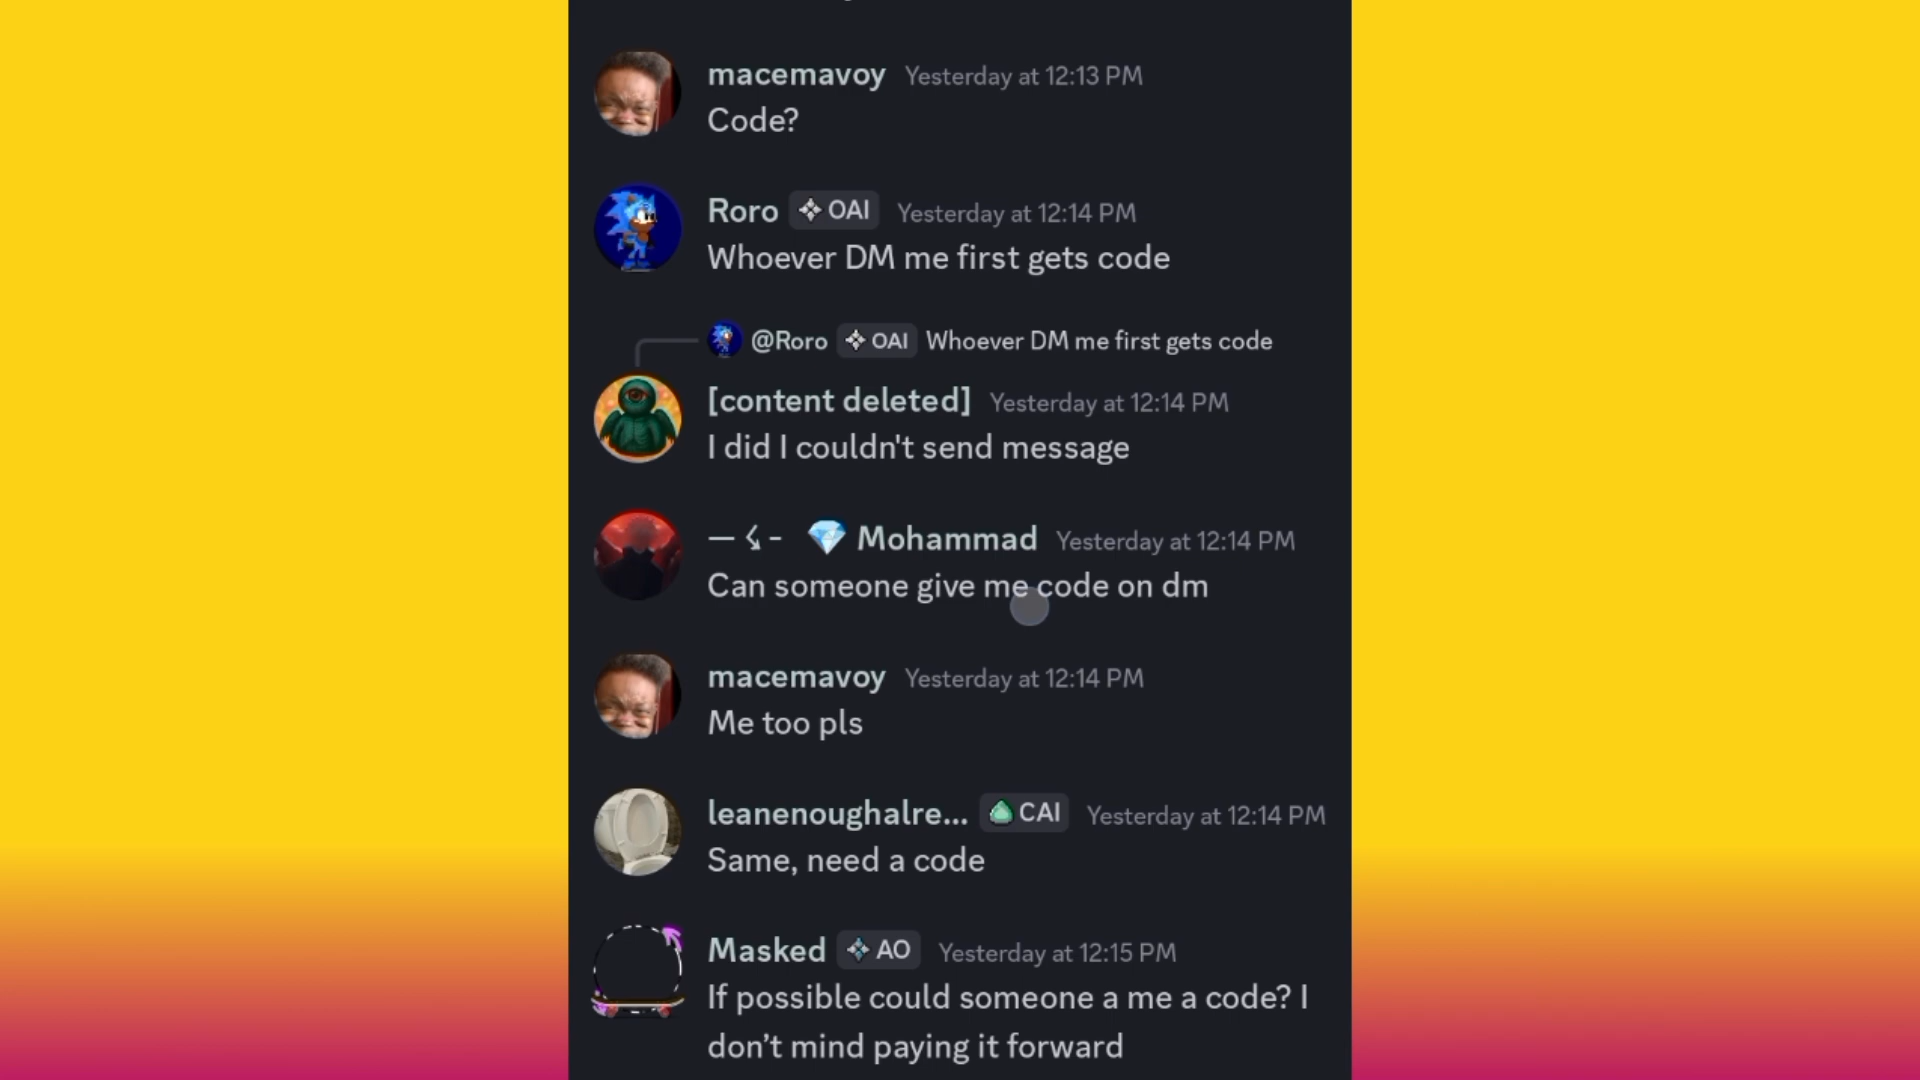 macemavoy Yesterday at 12:13 PM
Code?
Roro OAI Yesterday at 12:14 PM
Whoever DM me first gets code
@Roro OAI Whoever DM me first gets code
[content deleted] Yesterday at 12:14 PM
I did I couldn't send message
Mohammad Yesterday at 12:14 PM
Can someone give me code on dm
macemavoy Yesterday at 12:14 PM
Me too pls
leanenoughalre... CAI Yesterday at 12:14 PM
Same, need a code
Masked AO Yesterday at 12:15 PM
If possible could someone a me a code? I
don’t mind paying it forward